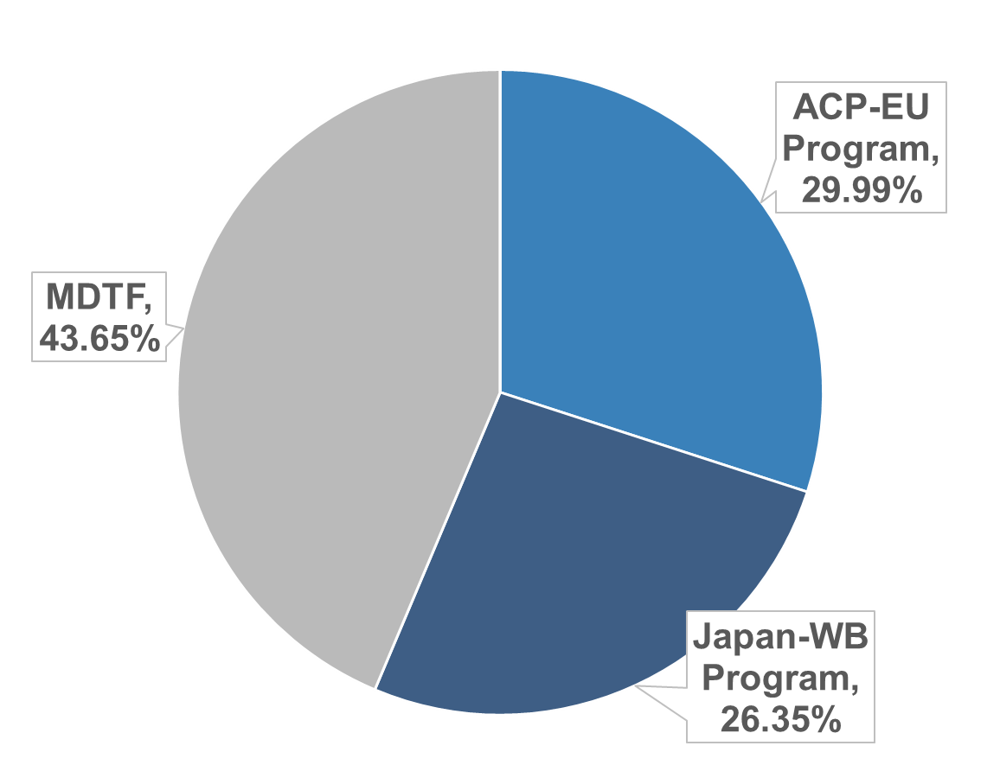 ACP-EU
Program,
29.99%
MDTF,
43.65%
Japan-WB
Program,
26.35%